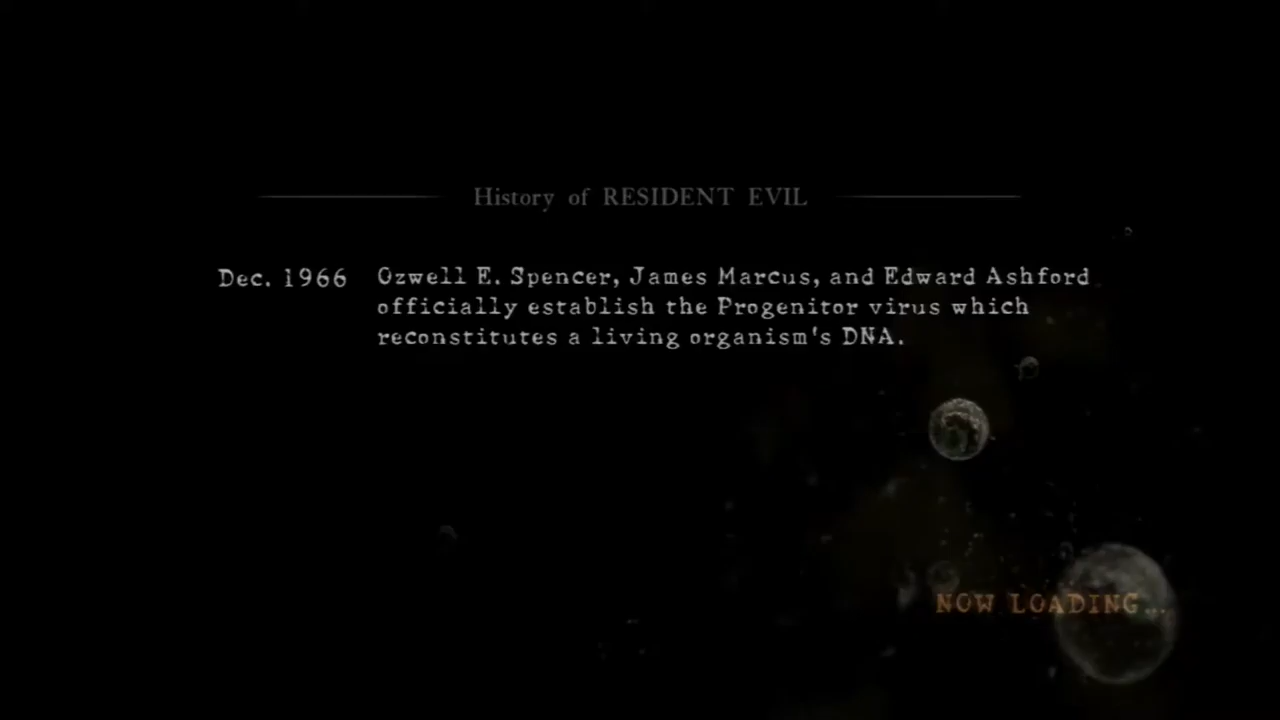 History of RESIDENT EVIL
Dec. 1966 Ozwell E. Spencer, James Marcus, and Edward Ashford
officially establish the Progenitor virus which
reconstitutes a living organism's DNA.
NOW LOADING...